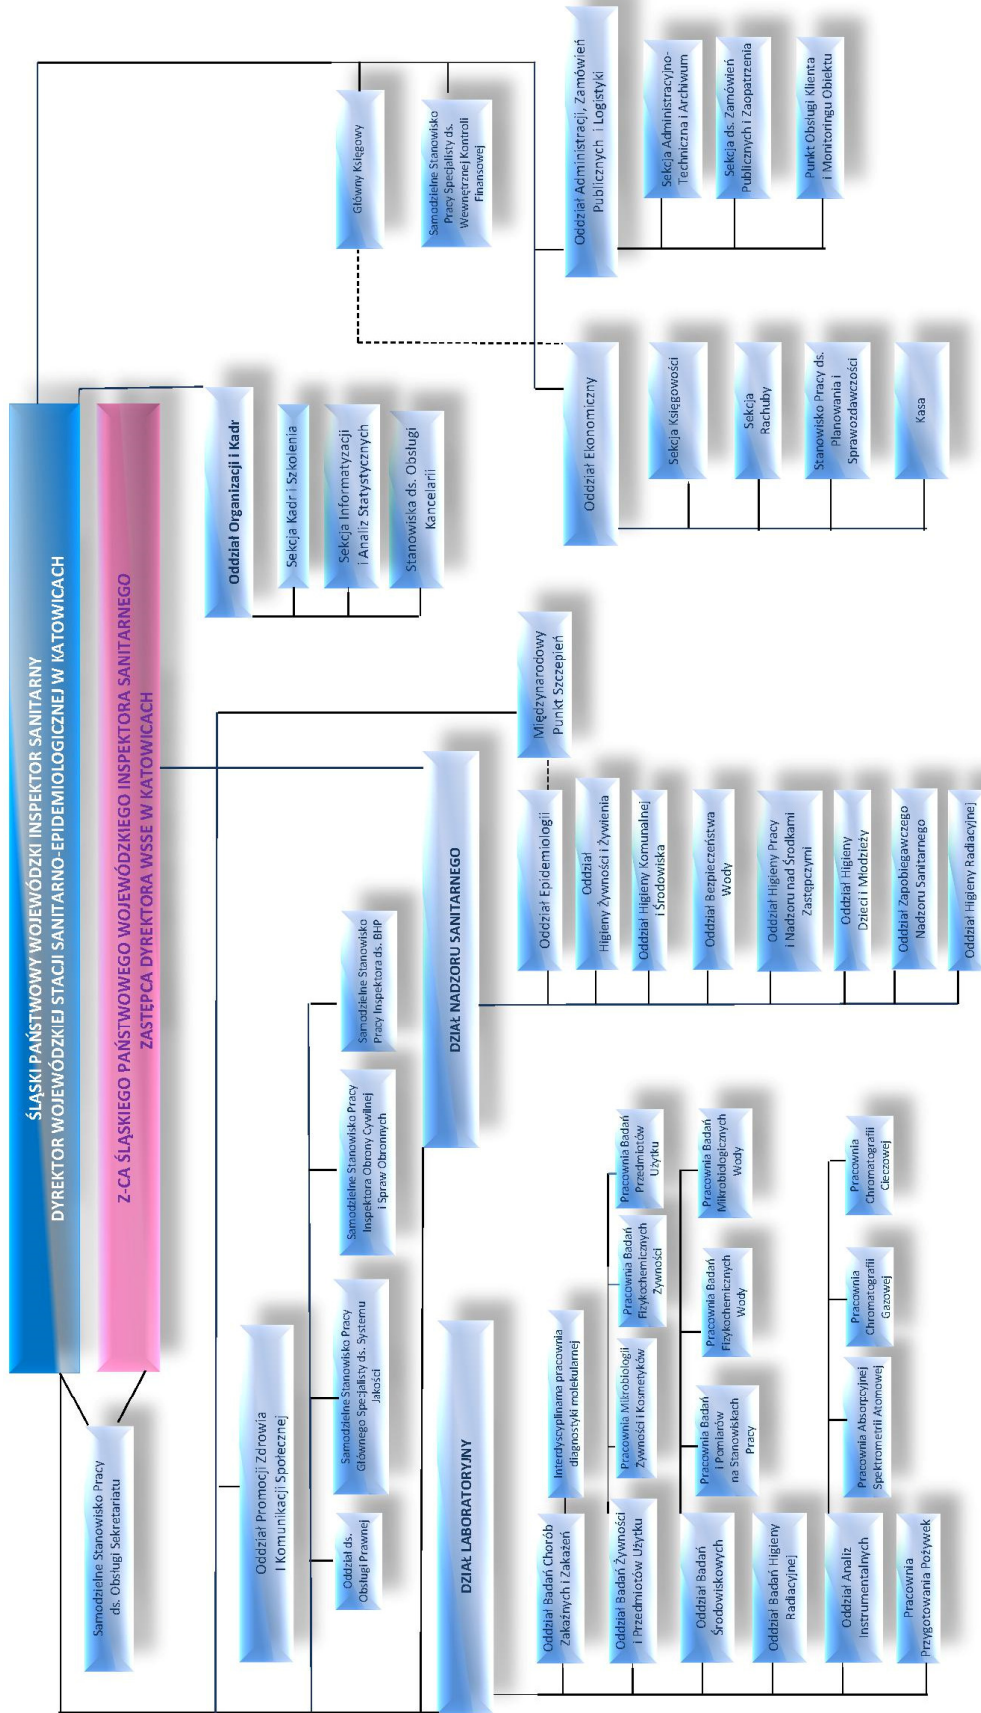 ŚLĄSKI PAŃSTWOWY WOJEWÓDZKI INSPEKTOR SANITARNY
DYREKTOR WOJEWÓDZKIEJ STACJI SANITARNO-EPIDEMIOLOGICZNEJ W KATOWICACH
Z-CA ŚLĄSKIEGO PAŃSTWOWEGO WOJEWÓDZKIEGO INSPEKTORA SANITARNEGO
ZASTĘPCA DYREKTORA WSSE W KATOWICACH
Samodzielne Stanowisko Pracy
ds. Obsługi Sekretariatu
Oddział Organizacji i Kadr
Sekcja Kadr i Szkolenia
Sekcja Informatyzacji
i Analiz Statystycznych
Stanowiska ds. Obsługi
Kancelarii
Główny Księgowy
Samodzielne Stanowisko
Pracy Specjalisty ds.
Wewnętrznej Kontroli
Finansowej
Oddział Promocji Zdrowia
I Komunikacji Społecznej
Oddział ds.
Obsługi Prawnej
Samodzielne Stanowisko Pracy
Głównego Specjalisty ds. Systemu
Jakości
Samodzielne Stanowisko Pracy
Inspektora Obrony Cywilnej
i Spraw Obronnych
Samodzielne Stanowisko
Pracy Inspektora ds. BHP
DZIAŁ LABORATORYJNY
Oddział Badań Chorób
Zakaźnych i Zakażeń
Interdyscyplinarna pracownia
diagnostyki molekularnej
Oddział Badań Żywności
i Przedmiotów Użytku
Pracownia Mikrobiologii
Żywności i Kosmetyków
Pracownia Badań
Fizykochemicznych
Żywności
Pracownia Badań
Przedmiotów
Użytku
Oddział Badań
Środowiskowych
Pracownia Badań
i Pomiarów
na Stanowiskach
Pracy
Pracownia Badań
Fizykochemicznych
Wody
Pracownia Badań
Mikrobiologicznych
Wody
Oddział Badań Higieny
Radiacyjnej
Oddział Analiz
Instrumentalnych
Pracownia Absorpcyjnej
Spektrometrii Atomowej
Pracownia
Chromatografii
Gazowej
Pracownia
Chromatografii
Cieczowej
Pracownia
Przygotowania Pożywek
DZIAŁ NADZORU SANITARNEGO
Oddział Epidemiologii
Międzynarodowy
Punkt Szczepień
Oddział
Higieny Żywności i Żywienia
Oddział Higieny Komunalnej
i Środowiska
Oddział Bezpieczeństwa
Wody
Oddział Higieny Pracy
i Nadzoru nad Środkami
Zastępczymi
Oddział Higieny
Dzieci i Młodzieży
Oddział Zapobiegawczego
Nadzoru Sanitarnego
Oddział Higieny Radiacyjnej
Oddział Ekonomiczny
Sekcja Księgowości
Sekcja
Rachuby
Stanowisko Pracy ds.
Planowania i
Sprawozdawczości
Kasa
Oddział Administracji, Zamówień
Publicznych i Logistyki
Sekcja Administracyjno-
Techniczna i Archiwum
Sekcja ds. Zamówień
Publicznych i Zaopatrzenia
Punkt Obsługi Klienta
i Monitoringu Obiektu